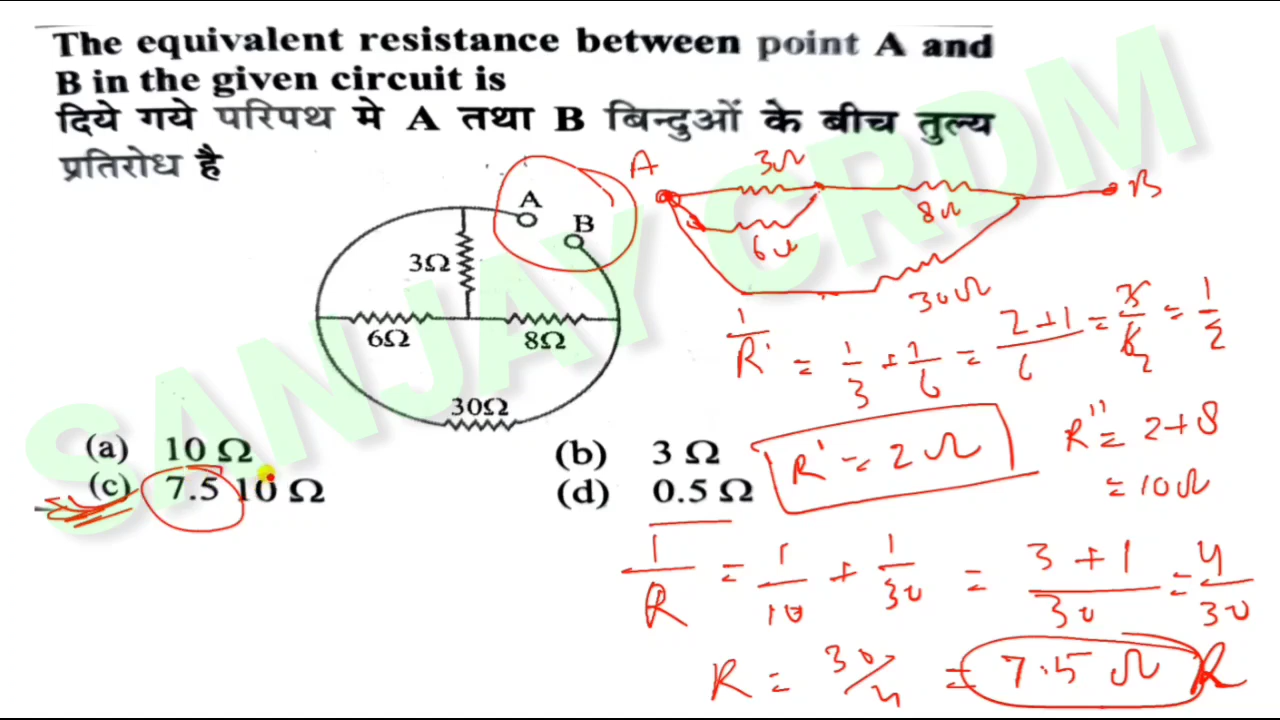 The equivalent resistance between point A and
B in the given circuit is
दिये गये परिपथ मे A तथा B बिन्दुओं के बीच तुल्य
प्रतिरोध है
A
B
3Ω
6Ω
8Ω
30Ω
(a) 10 Ω
(b) 3 Ω
(c) 7.5 10 Ω
(d) 0.5 Ω
A
3Ω
8Ω
B
6Ω
30Ω
1/R' = 1/3 + 1/6 = 2+1/6 = 3/6 2 = 1/2
R' = 2 Ω
R'' = 2+8
= 10Ω
1/R = 1/10 + 1/30 = 3+1/30 = 4/30
R = 30/4 = 7.5 Ω R
SANJAY CRDM